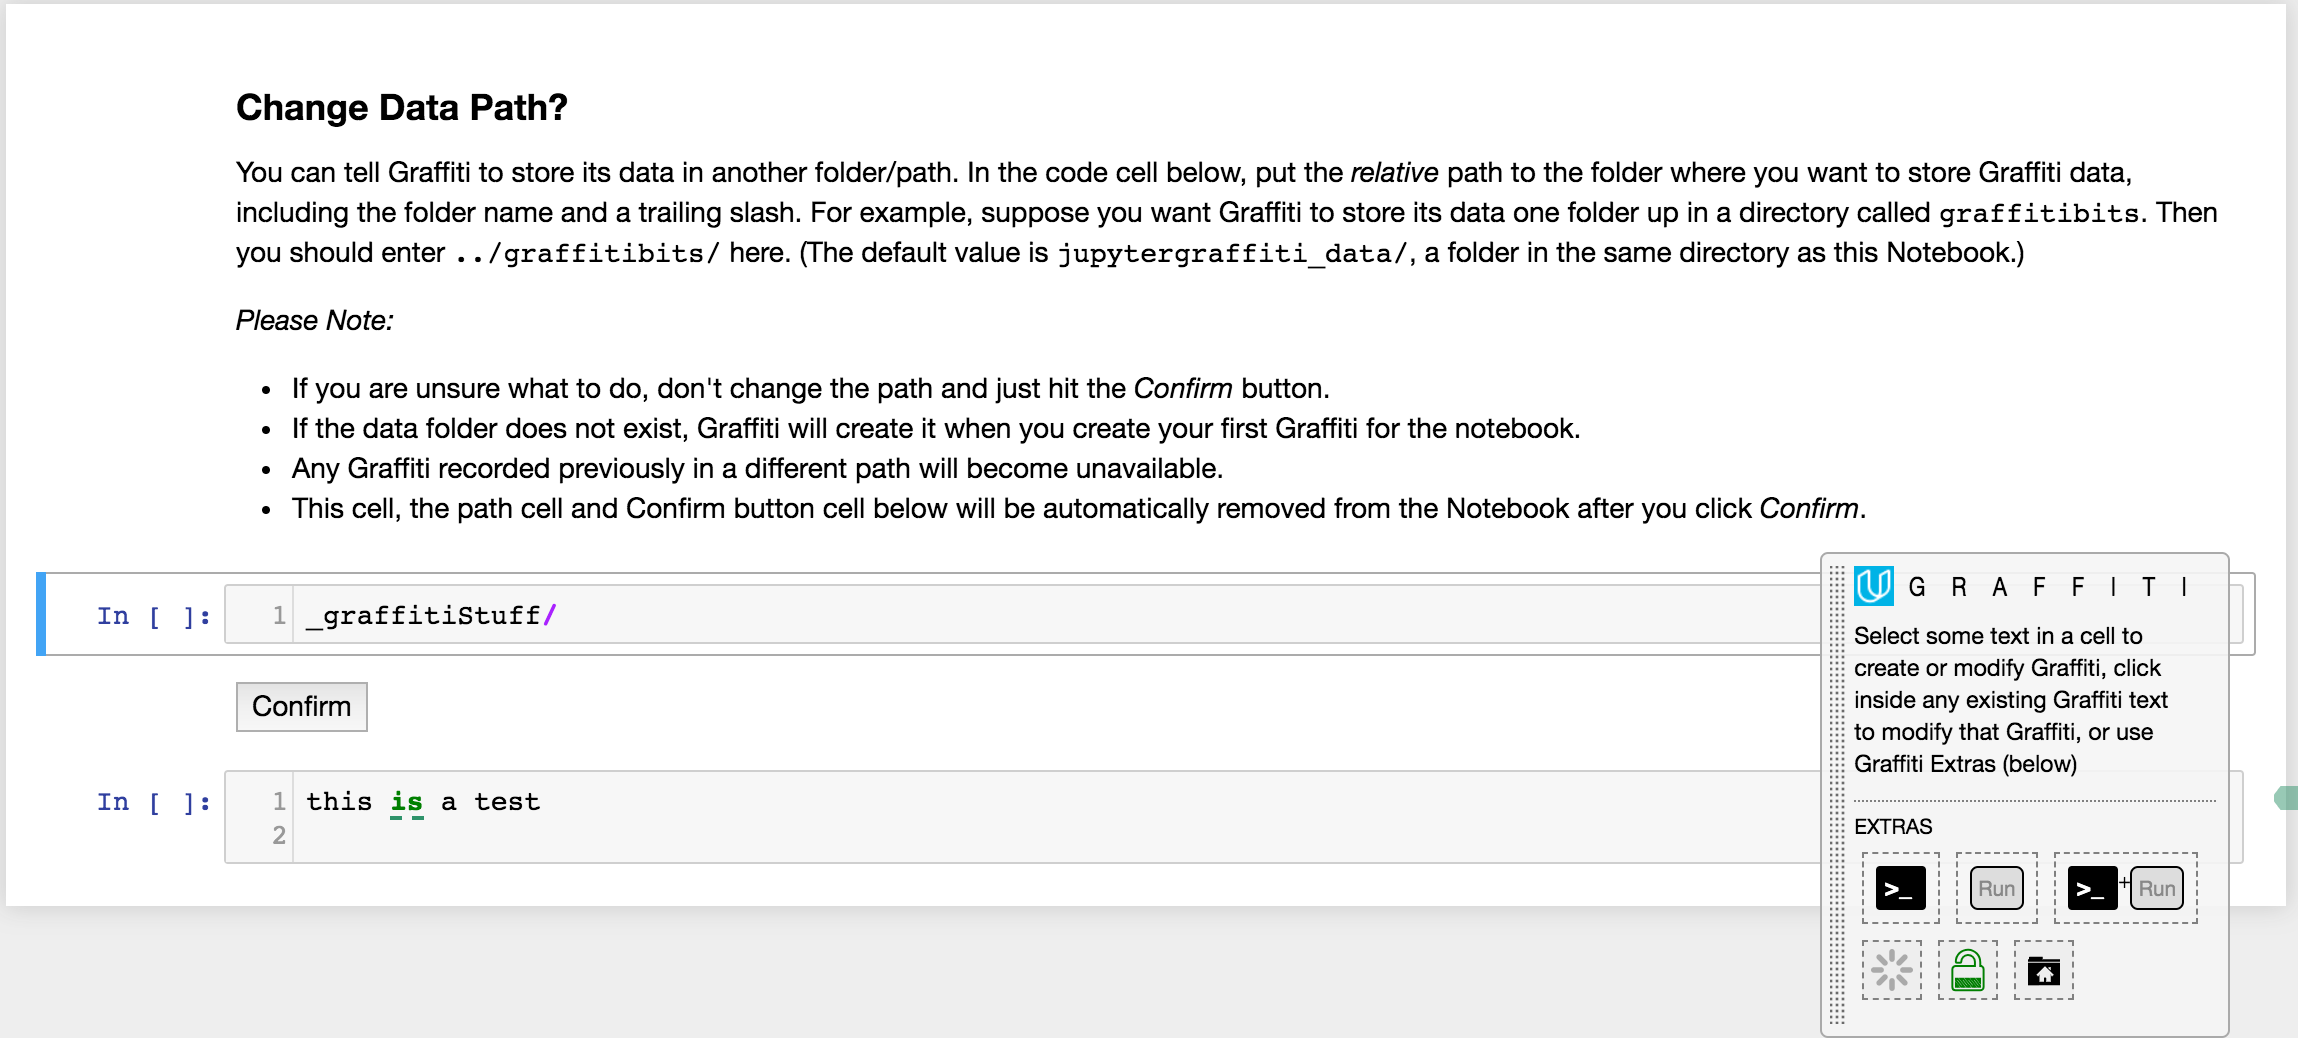 Change Data Path?
You can tell Graffiti to store its data in another folder/path. In the code cell below, put the relative path to the folder where you want to store Graffiti data,
including the folder name and a trailing slash. For example, suppose you want Graffiti to store its data one folder up in a directory called graffitibits. Then
you should enter ../graffitibits/ here. (The default value is jupytergraffiti_data/, a folder in the same directory as this Notebook.)
Please Note:
• If you are unsure what to do, don't change the path and just hit the Confirm button.
• If the data folder does not exist, Graffiti will create it when you create your first Graffiti for the notebook.
• Any Graffiti recorded previously in a different path will become unavailable.
• This cell, the path cell and Confirm button cell below will be automatically removed from the Notebook after you click Confirm.
In [ ]: 1 _graffitiStuff/
Confirm
In [ ]: 1 this is a test
2
G R A F F I T I
Select some text in a cell to
create or modify Graffiti, click
inside any existing Graffiti text
to modify that Graffiti, or use
Graffiti Extras (below)
EXTRAS
>_ Run >_ + Run